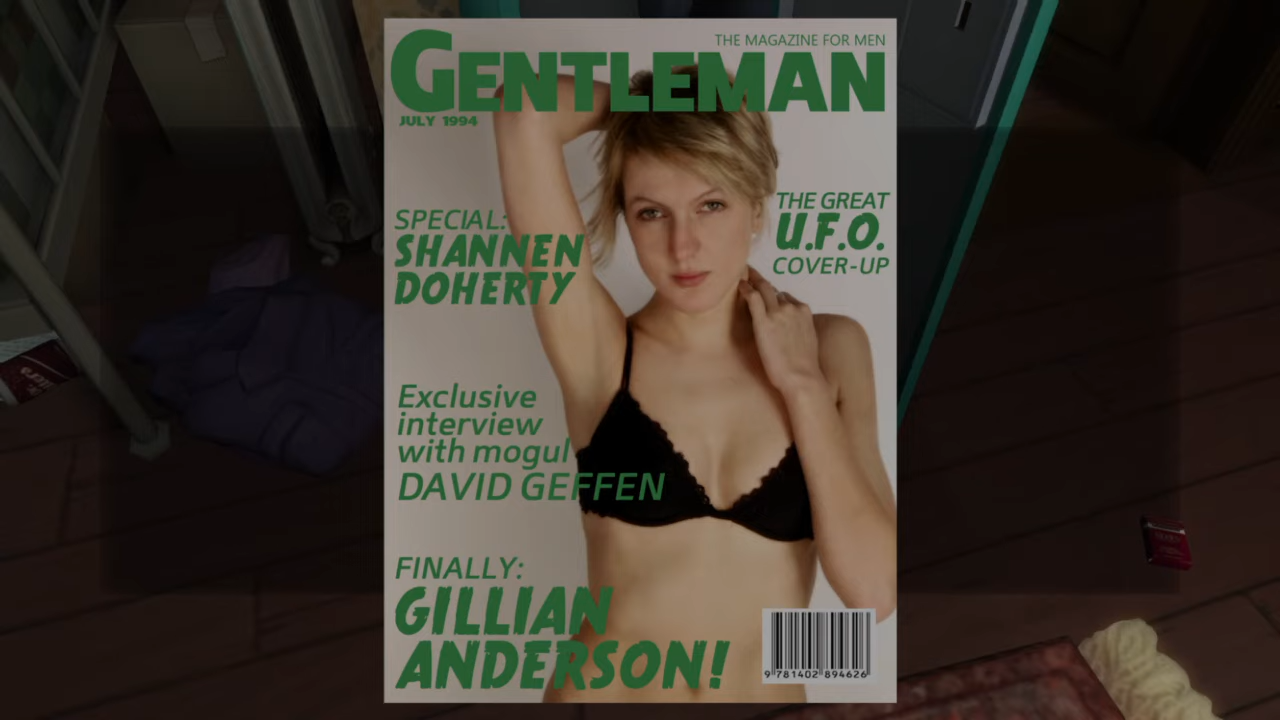 THE MAGAZINE FOR MEN
GENTLEMAN
JULY 1994
SPECIAL:
SHANNEN
DOHERTY
THE GREAT
U.F.O.
COVER-UP
Exclusive
interview
with mogul
DAVID GEFFEN
FINALLY:
GILLIAN
ANDERSON!
9 781402 894626